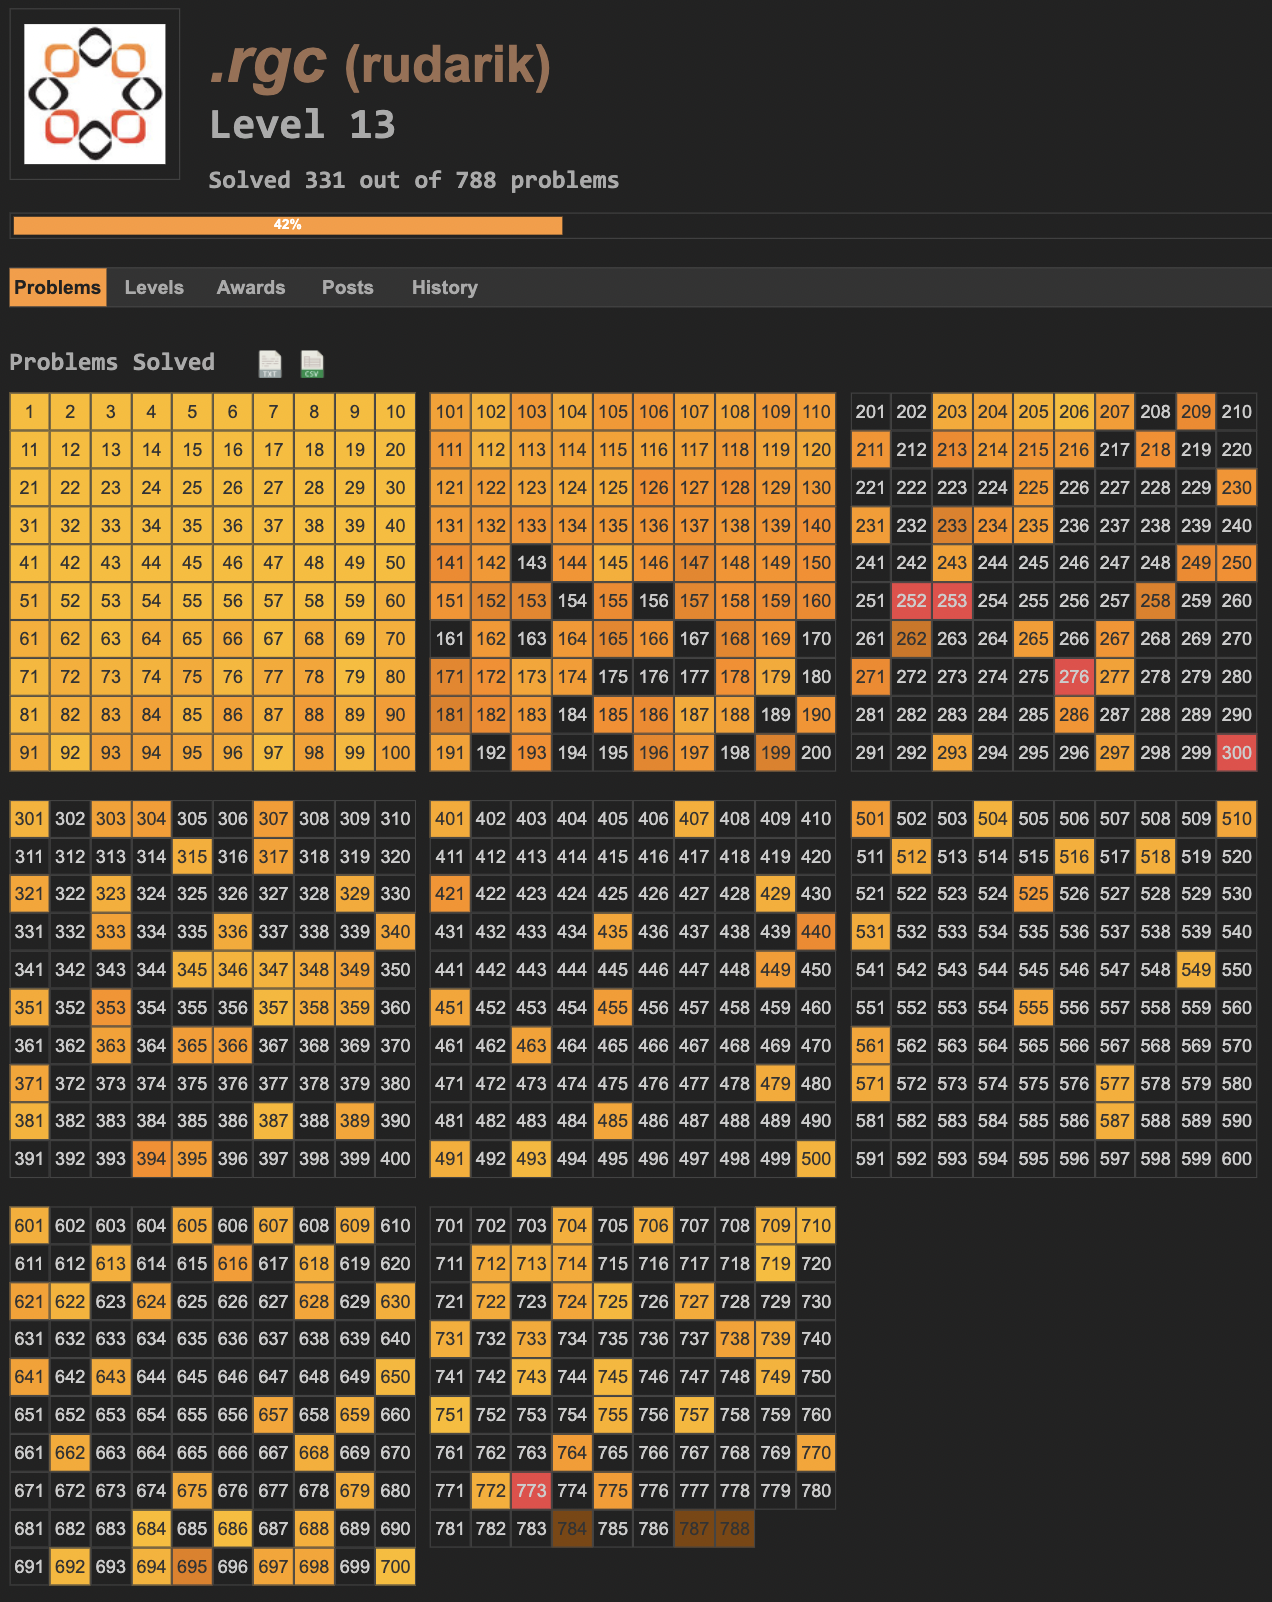 .rgc (rudarik)
Level 13
Solved 331 out of 788 problems
42%
Problems Levels Awards Posts History
Problems Solved TXT CSV
1 2 3 4 5 6 7 8 9 10
11 12 13 14 15 16 17 18 19 20
21 22 23 24 25 26 27 28 29 30
31 32 33 34 35 36 37 38 39 40
41 42 43 44 45 46 47 48 49 50
51 52 53 54 55 56 57 58 59 60
61 62 63 64 65 66 67 68 69 70
71 72 73 74 75 76 77 78 79 80
81 82 83 84 85 86 87 88 89 90
91 92 93 94 95 96 97 98 99 100
101 102 103 104 105 106 107 108 109 110
111 112 113 114 115 116 117 118 119 120
121 122 123 124 125 126 127 128 129 130
131 132 133 134 135 136 137 138 139 140
141 142 143 144 145 146 147 148 149 150
151 152 153 154 155 156 157 158 159 160
161 162 163 164 165 166 167 168 169 170
171 172 173 174 175 176 177 178 179 180
181 182 183 184 185 186 187 188 189 190
191 192 193 194 195 196 197 198 199 200
201 202 203 204 205 206 207 208 209 210
211 212 213 214 215 216 217 218 219 220
221 222 223 224 225 226 227 228 229 230
231 232 233 234 235 236 237 238 239 240
241 242 243 244 245 246 247 248 249 250
251 252 253 254 255 256 257 258 259 260
261 262 263 264 265 266 267 268 269 270
271 272 273 274 275 276 277 278 279 280
281 282 283 284 285 286 287 288 289 290
291 292 293 294 295 296 297 298 299 300
301 302 303 304 305 306 307 308 309 310
311 312 313 314 315 316 317 318 319 320
321 322 323 324 325 326 327 328 329 330
331 332 333 334 335 336 337 338 339 340
341 342 343 344 345 346 347 348 349 350
351 352 353 354 355 356 357 358 359 360
361 362 363 364 365 366 367 368 369 370
371 372 373 374 375 376 377 378 379 380
381 382 383 384 385 386 387 388 389 390
391 392 393 394 395 396 397 398 399 400
401 402 403 404 405 406 407 408 409 410
411 412 413 414 415 416 417 418 419 420
421 422 423 424 425 426 427 428 429 430
431 432 433 434 435 436 437 438 439 440
441 442 443 444 445 446 447 448 449 450
451 452 453 454 455 456 457 458 459 460
461 462 463 464 465 466 467 468 469 470
471 472 473 474 475 476 477 478 479 480
481 482 483 484 485 486 487 488 489 490
491 492 493 494 495 496 497 498 499 500
501 502 503 504 505 506 507 508 509 510
511 512 513 514 515 516 517 518 519 520
521 522 523 524 525 526 527 528 529 530
531 532 533 534 535 536 537 538 539 540
541 542 543 544 545 546 547 548 549 550
551 552 553 554 555 556 557 558 559 560
561 562 563 564 565 566 567 568 569 570
571 572 573 574 575 576 577 578 579 580
581 582 583 584 585 586 587 588 589 590
591 592 593 594 595 596 597 598 599 600
601 602 603 604 605 606 607 608 609 610
611 612 613 614 615 616 617 618 619 620
621 622 623 624 625 626 627 628 629 630
631 632 633 634 635 636 637 638 639 640
641 642 643 644 645 646 647 648 649 650
651 652 653 654 655 656 657 658 659 660
661 662 663 664 665 666 667 668 669 670
671 672 673 674 675 676 677 678 679 680
681 682 683 684 685 686 687 688 689 690
691 692 693 694 695 696 697 698 699 700
701 702 703 704 705 706 707 708 709 710
711 712 713 714 715 716 717 718 719 720
721 722 723 724 725 726 727 728 729 730
731 732 733 734 735 736 737 738 739 740
741 742 743 744 745 746 747 748 749 750
751 752 753 754 755 756 757 758 759 760
761 762 763 764 765 766 767 768 769 770
771 772 773 774 775 776 777 778 779 780
781 782 783 784 785 786 787 788